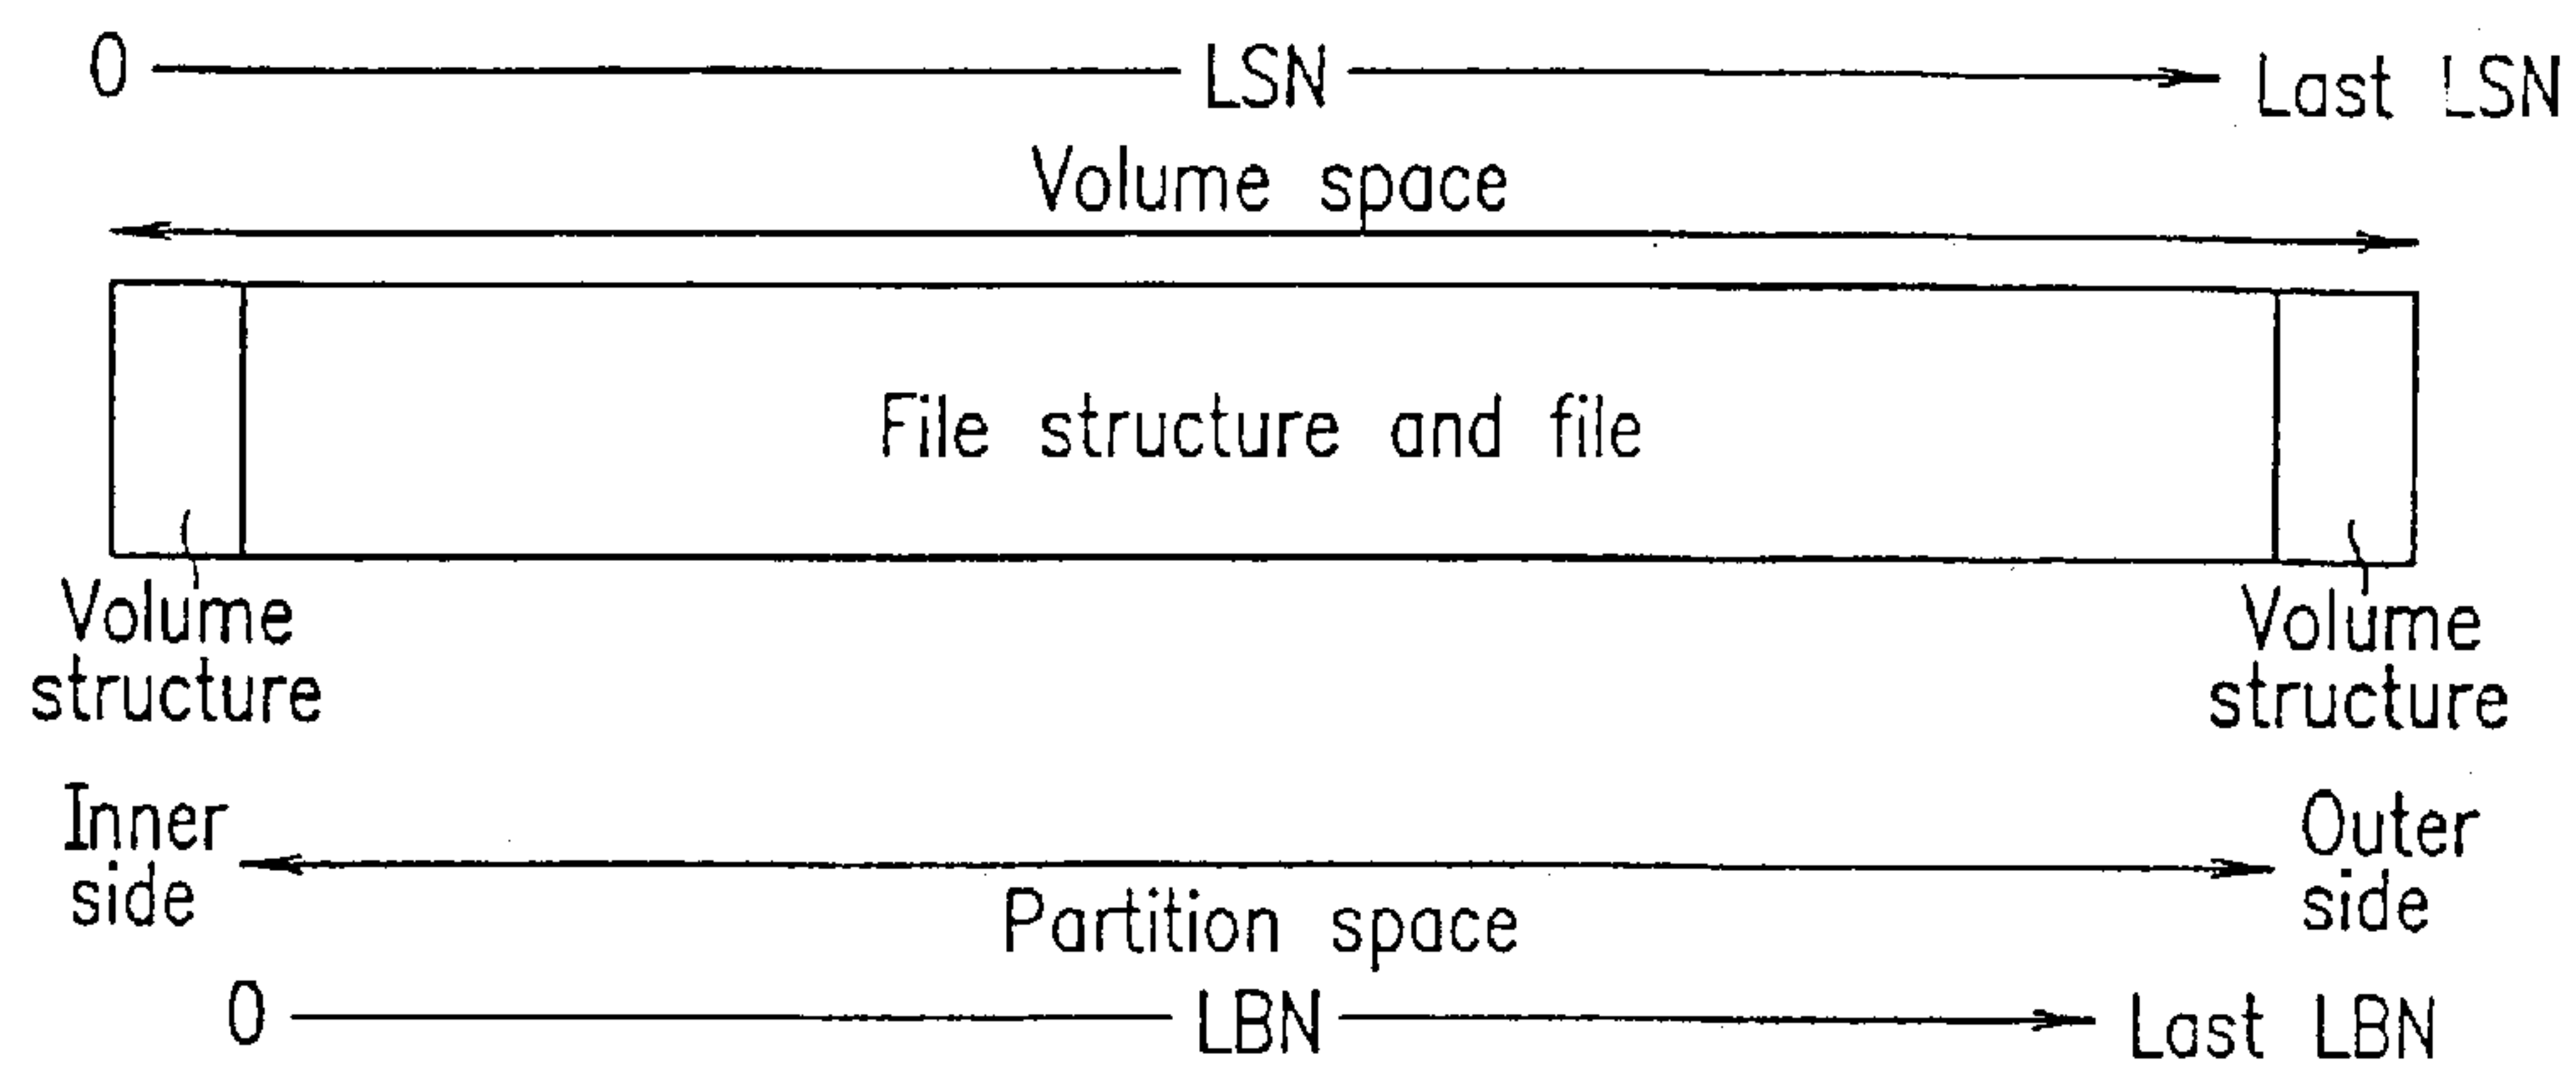 0 LSN Last LSN
Volume space
File structure and file
Volume
structure
Volume
structure
Inner
side
Outer
side
Partition space
0 LBN Last LBN